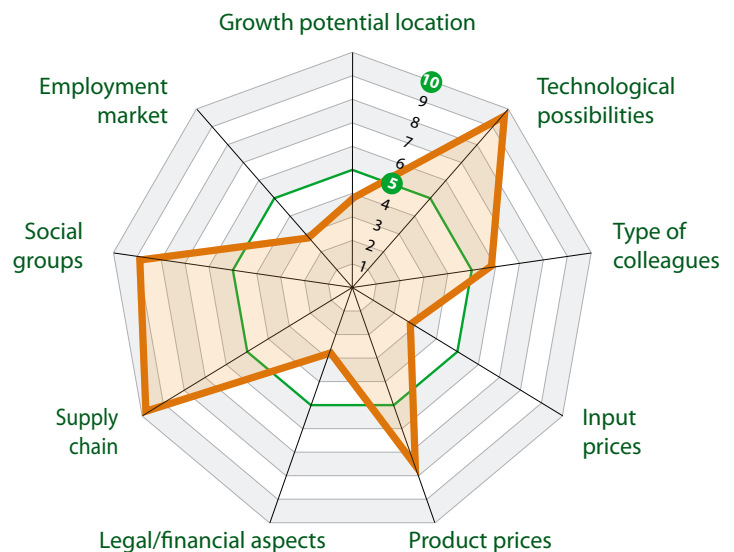 Growth potential location
Technological
possibilities
Type of
colleagues
Input
prices
Product prices
Legal/financial aspects
Supply
chain
Social
groups
Employment
market
10
9
8
7
6
5
4
3
2
1